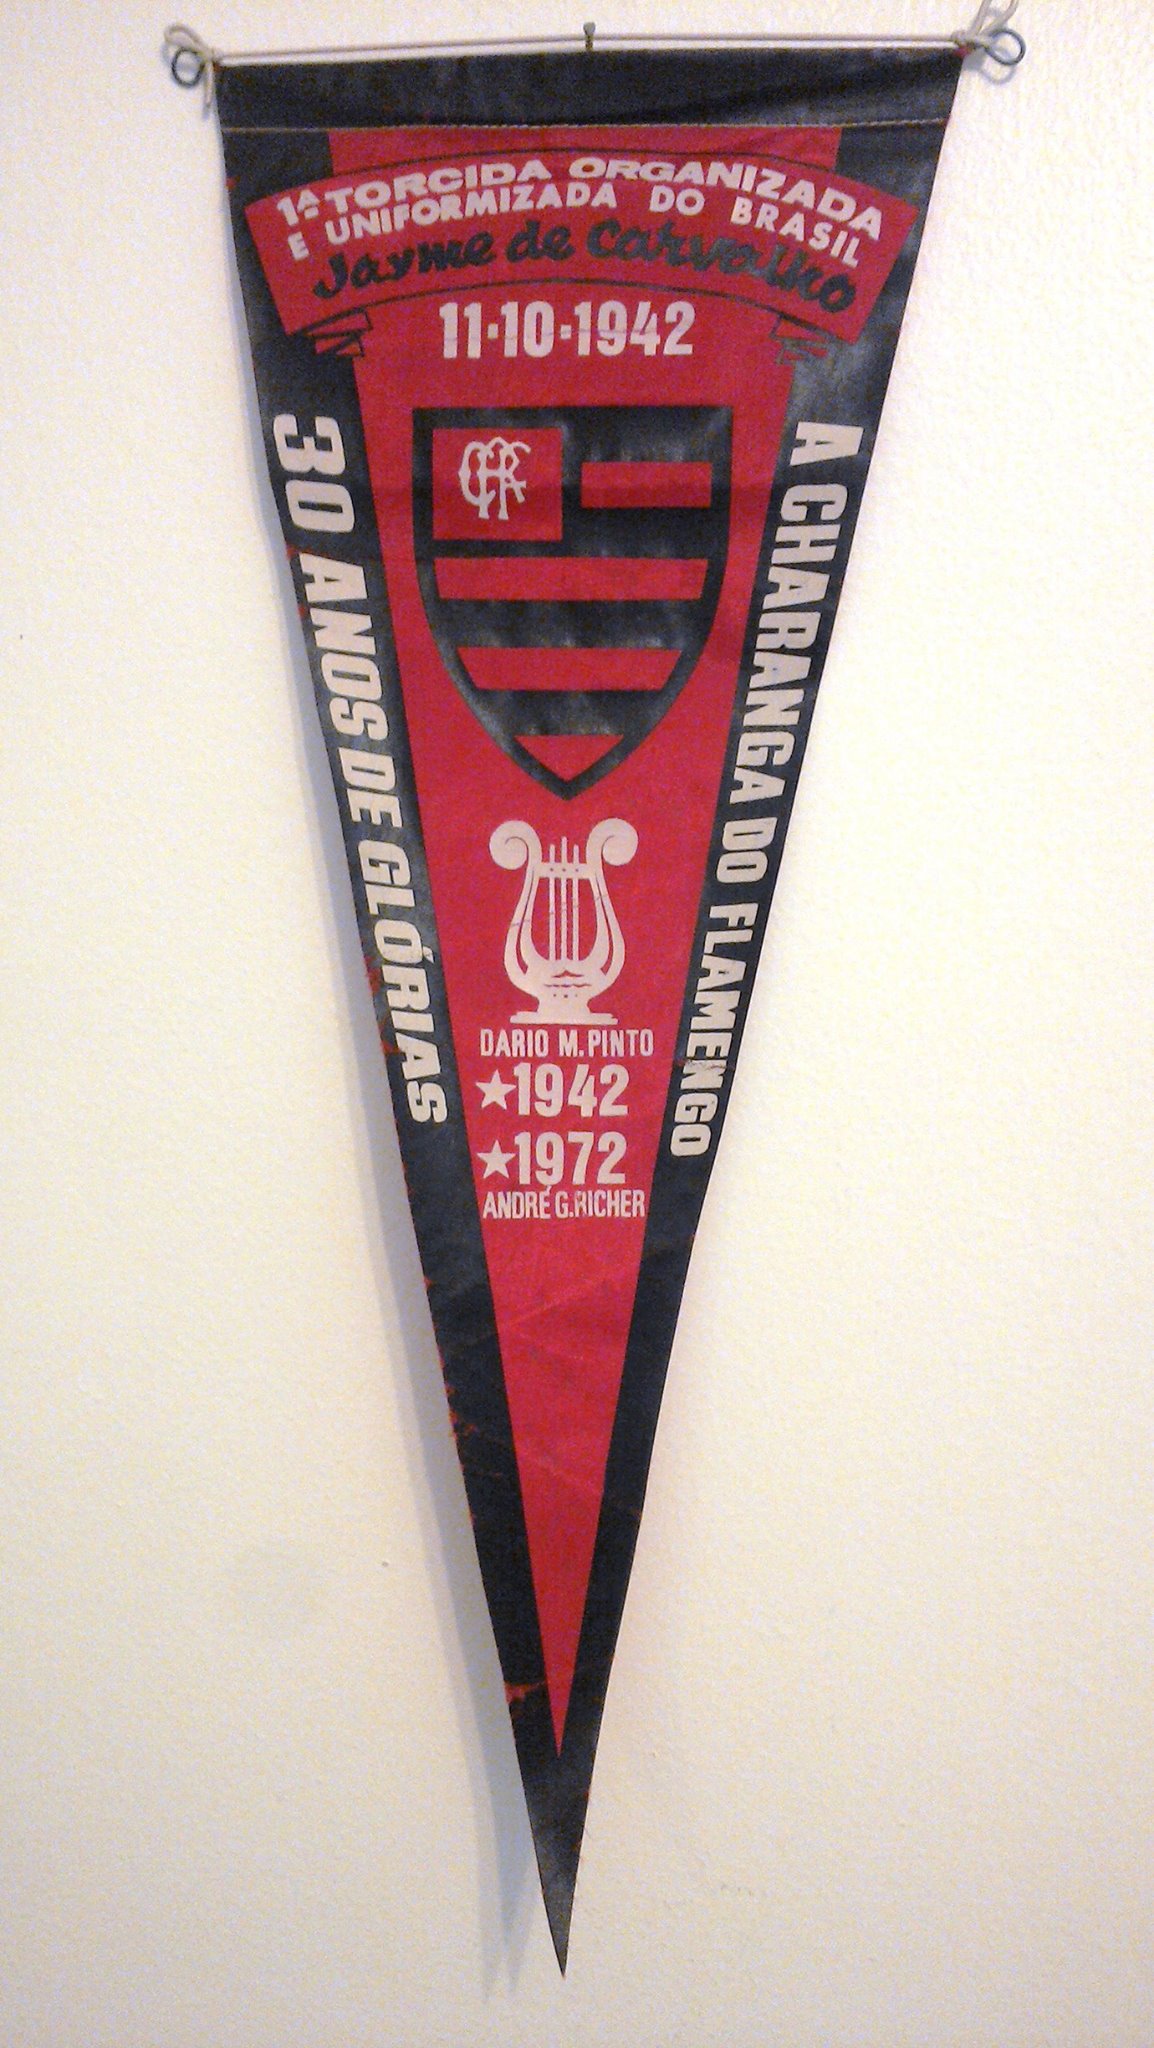 1ª TORCIDA ORGANIZADA
E UNIFORMIZADA DO BRASIL
Jayme de Carvalho
11-10-1942
CRF
30 ANOS DE GLÓRIAS
A CHARANGA DO FLAMENGO
DARIO M. PINTO
★1942
★1972
ANDRÉ G. RICHER